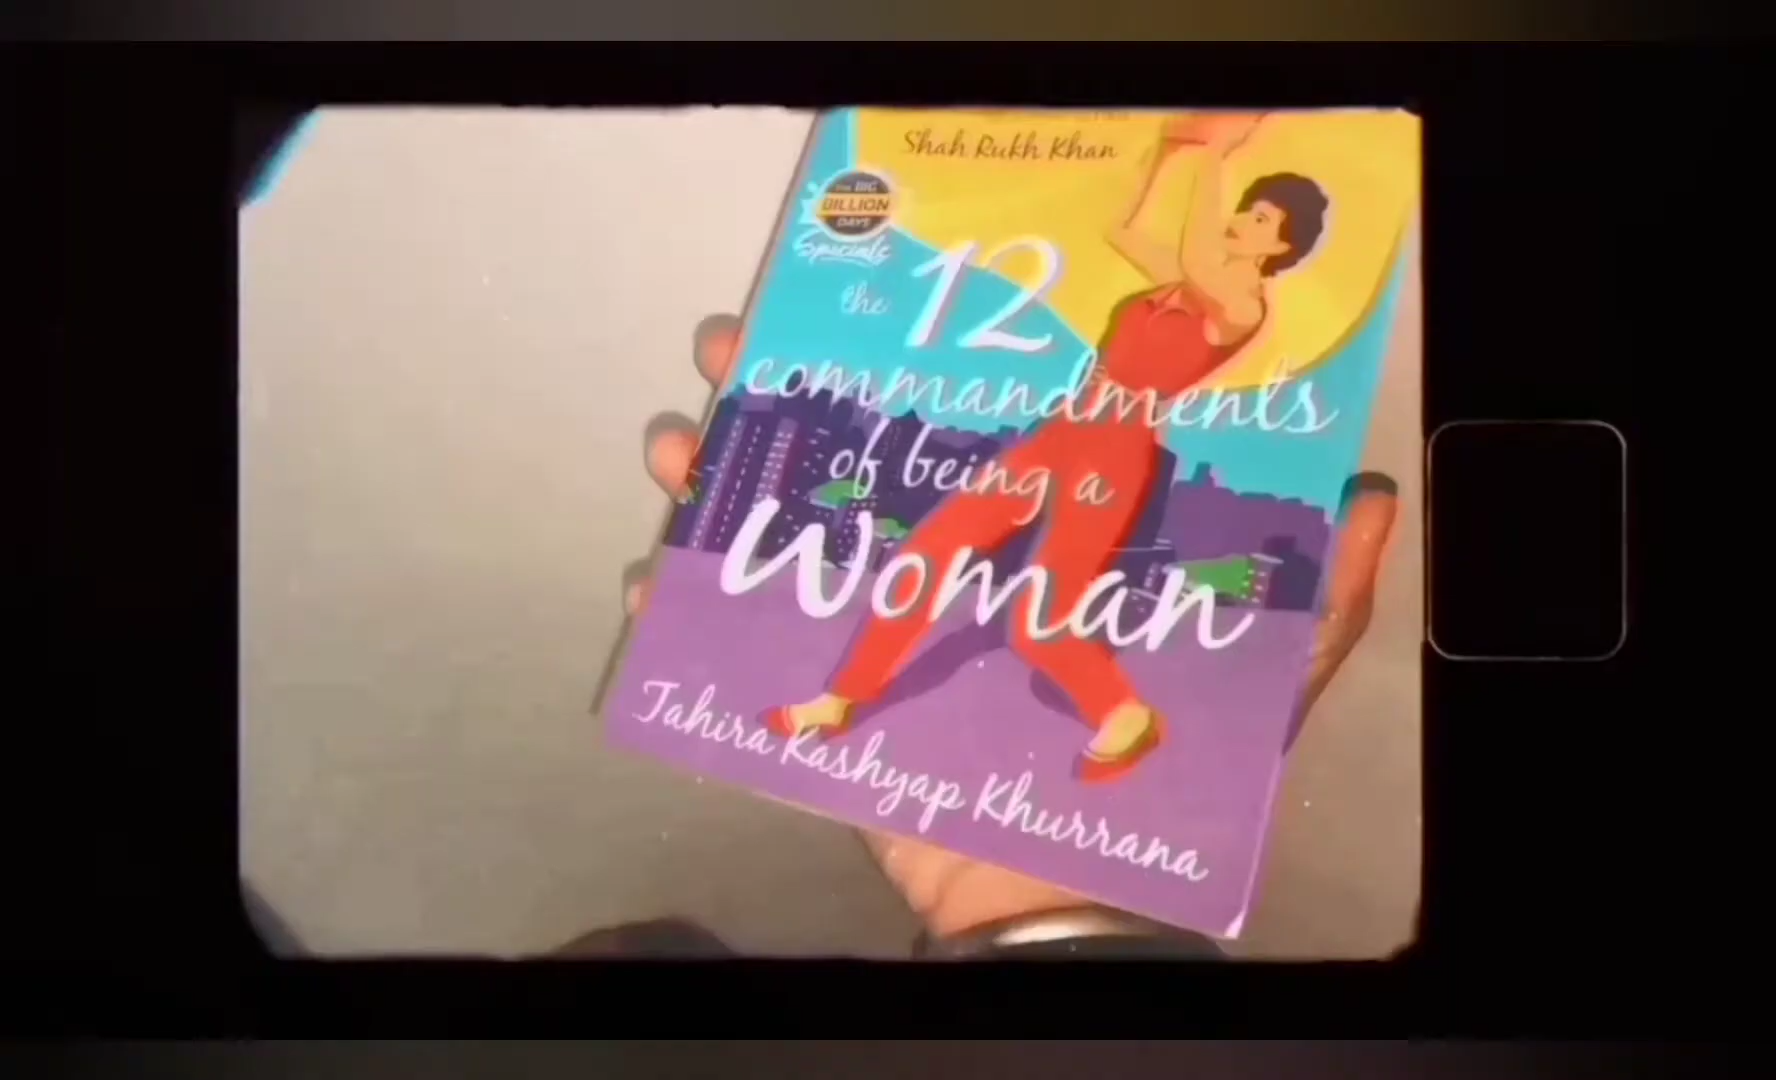 Shah Rukh Khan
THE BIG
BILLION
DAYS
Specials
the 12
commandments
of being a
Woman
Tahira Kashyap Khurrana